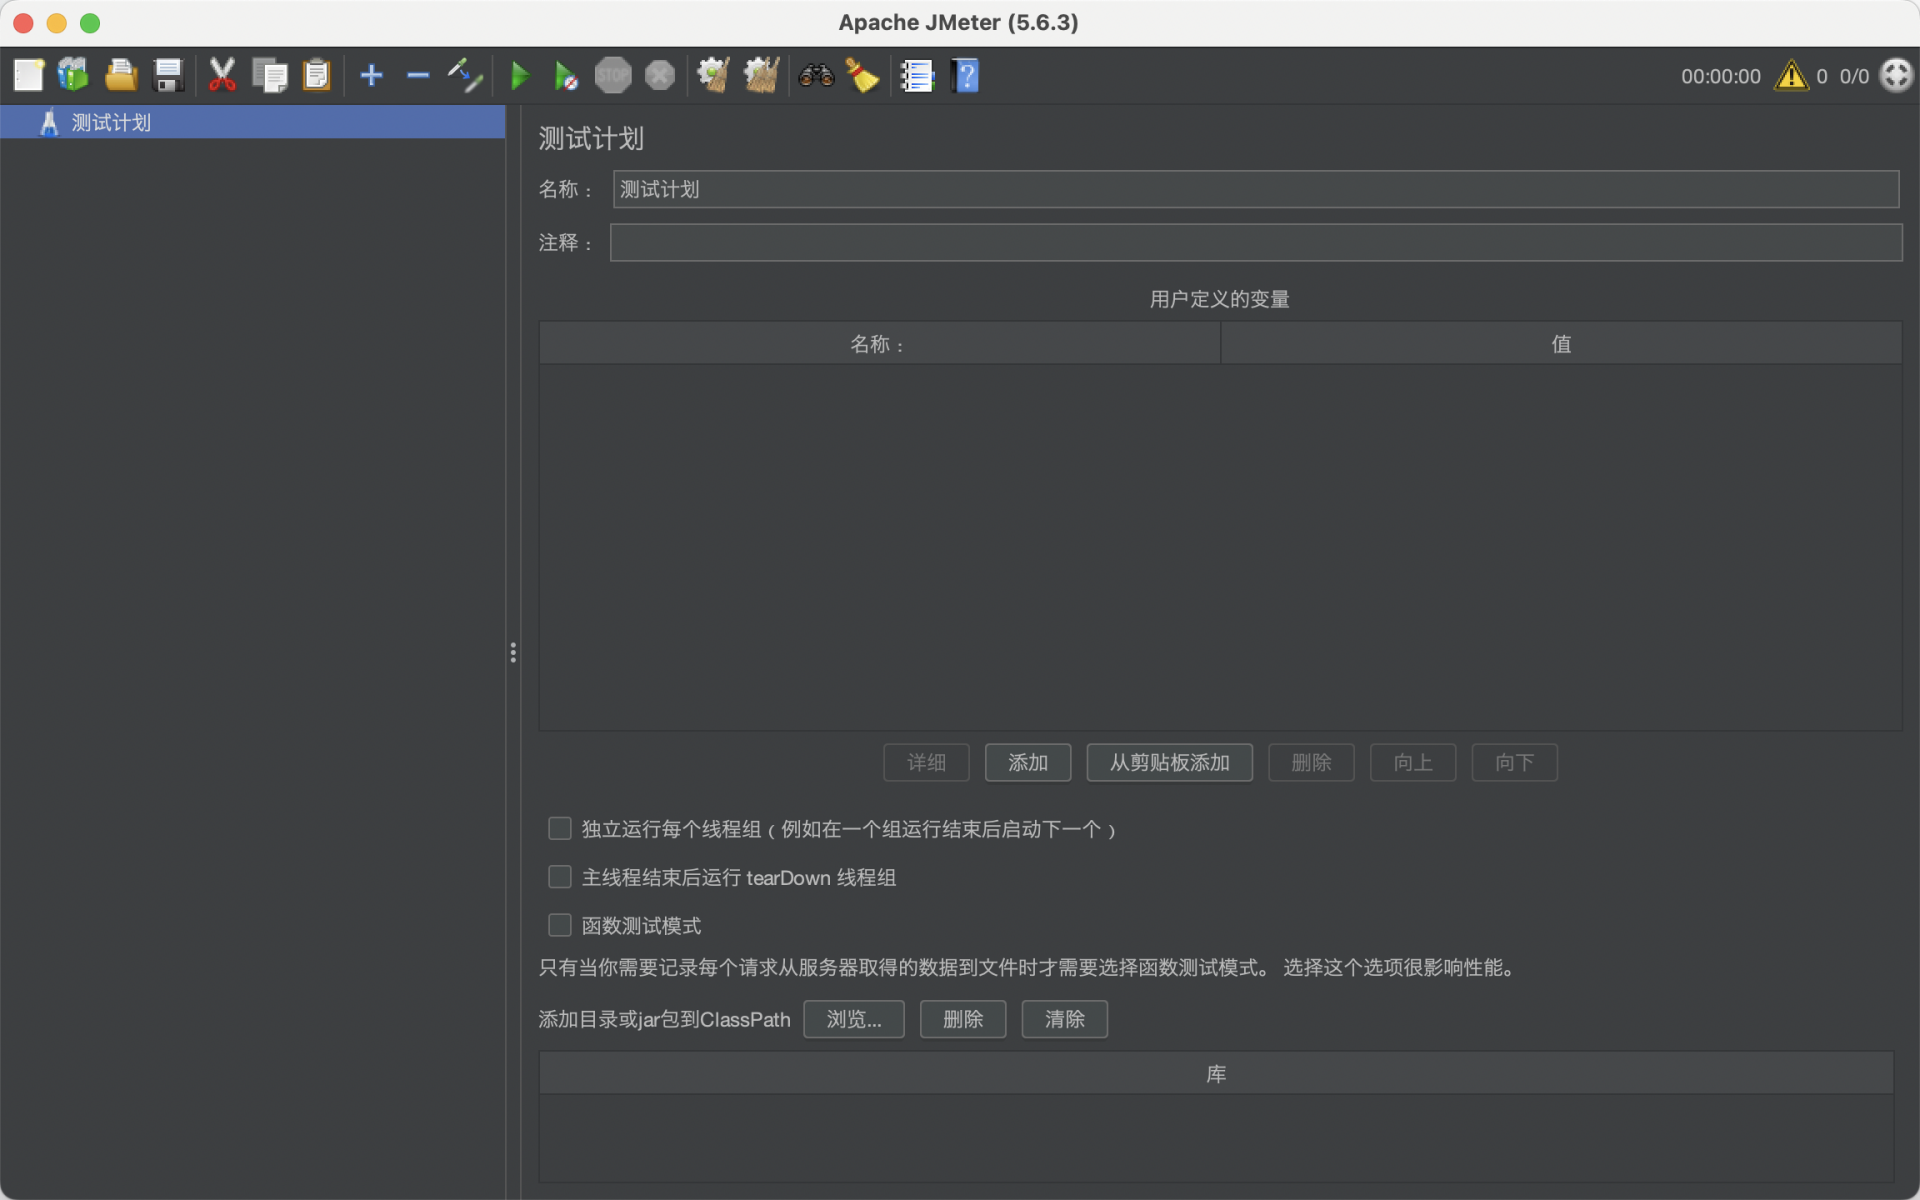 Apache JMeter (5.6.3)
STOP
00:00:00 0 0/0
测试计划
测试计划
名称： 测试计划
注释：
用户定义的变量
名称： 值
详细 添加 从剪贴板添加 删除 向上 向下
独立运行每个线程组（例如在一个组运行结束后启动下一个）
主线程结束后运行 tearDown 线程组
函数测试模式
只有当你需要记录每个请求从服务器取得的数据到文件时才需要选择函数测试模式。 选择这个选项很影响性能。
添加目录或jar包到ClassPath 浏览... 删除 清除
库